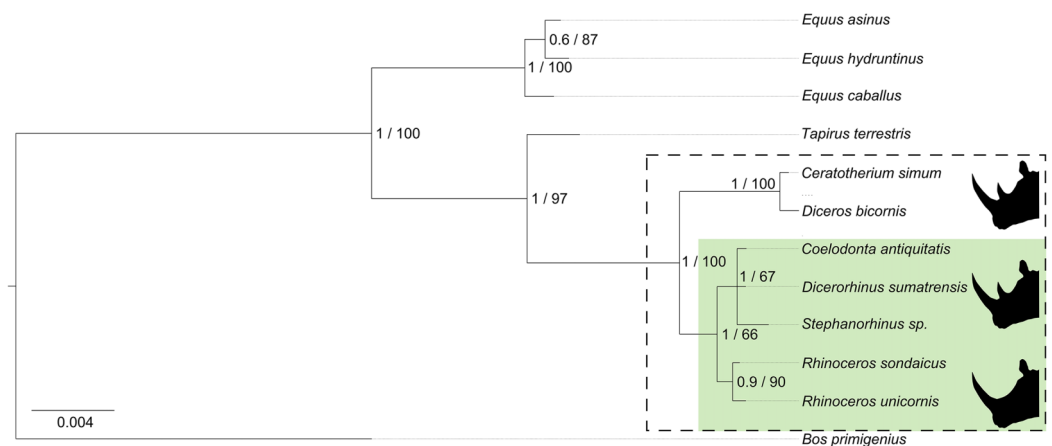 Equus asinus
0.6 / 87
Equus hydruntinus
1 / 100
Equus caballus
1 / 100
Tapirus terrestris
Ceratotherium simum
1 / 100
1 / 97
Diceros bicornis
Coelodonta antiquitatis
1 / 100
1 / 67
Dicerorhinus sumatrensis
Stephanorhinus sp.
1 / 66
Rhinoceros sondaicus
0.9 / 90
Rhinoceros unicornis
0.004
Bos primigenius